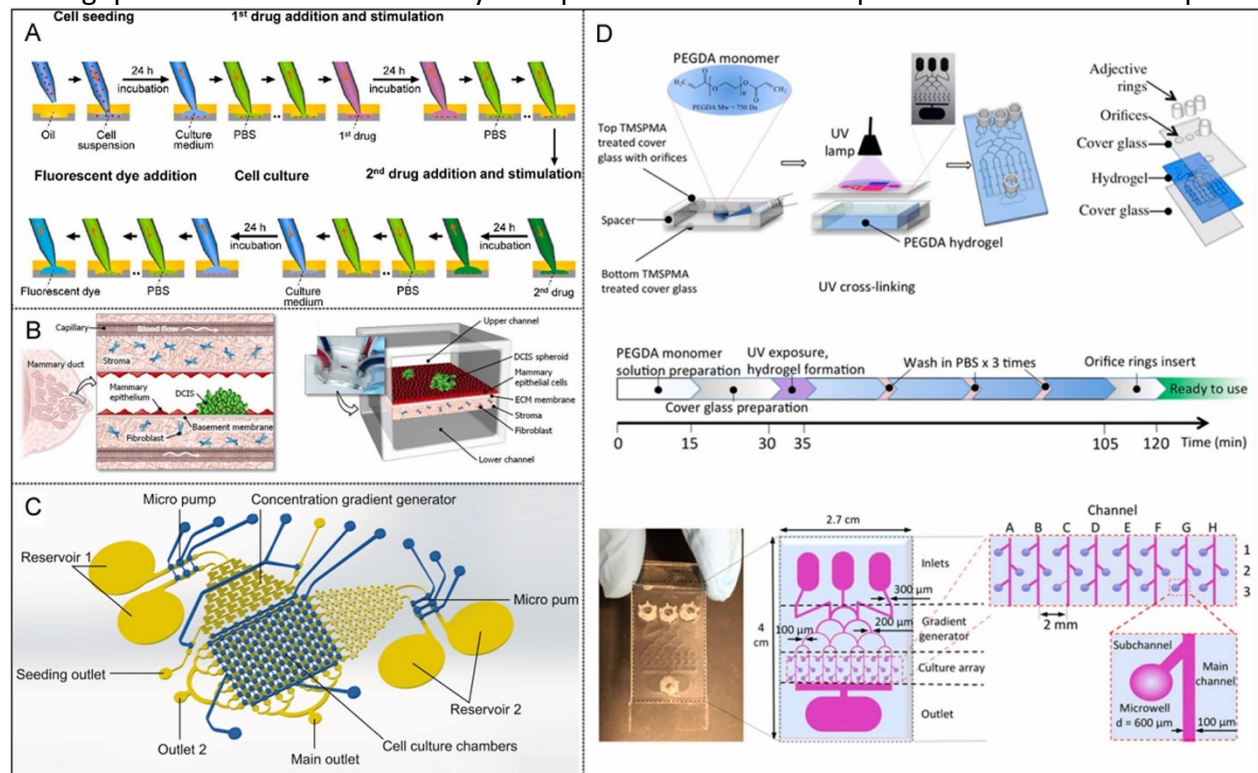 A
Cell seeding
1st drug addition and stimulation
24 h
incubation
24 h
incubation
Oil
Cell
suspension
Culture
medium
PBS
1st drug
PBS
Fluorescent dye addition
Cell culture
2nd drug addition and stimulation
24 h
incubation
24 h
incubation
Fluorescent dye
PBS
Culture
medium
PBS
2nd drug
B
Capillary
Blood flow
Stroma
Mammary duct
Mammary
epithelium
DCIS
Basement membrane
Fibroblast
Upper channel
DCIS spheroid
Mammary
epithelial cells
ECM membrane
Stroma
Fibroblast
Lower channel
C
Micro pump
Concentration gradient generator
Reservoir 1
Micro pum
Seeding outlet
Reservoir 2
Outlet 2
Cell culture chambers
Main outlet
D
PEGDA monomer
H₃C
O
O
O
n
O
CH₂
PEGDA Mw = 750 Da
Top TMSPMA
treated cover
glass with orifices
UV
lamp
Spacer
PEGDA hydrogel
Bottom TMSPMA
treated cover glass
UV cross-linking
Adjective
rings
Orifices
Cover glass
Hydrogel
Cover glass
PEGDA monomer
solution preparation
UV exposure,
hydrogel formation
Wash in PBS x 3 times
Orifice rings insert
Cover glass preparation
Ready to use
0
15
30
35
105
120
Time (min)
2.7 cm
4
cm
Inlets
300 µm
Gradient
generator
100 µm
200 µm
Culture array
Outlet
Channel
A B C D E F G H
1
2
3
2 mm
Subchannel
Main
channel
Microwell
d = 600 µm
100 µm